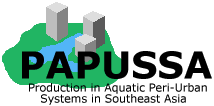 PAPUSSA
Production in Aquatic Peri-Urban
Systems in Southeast Asia